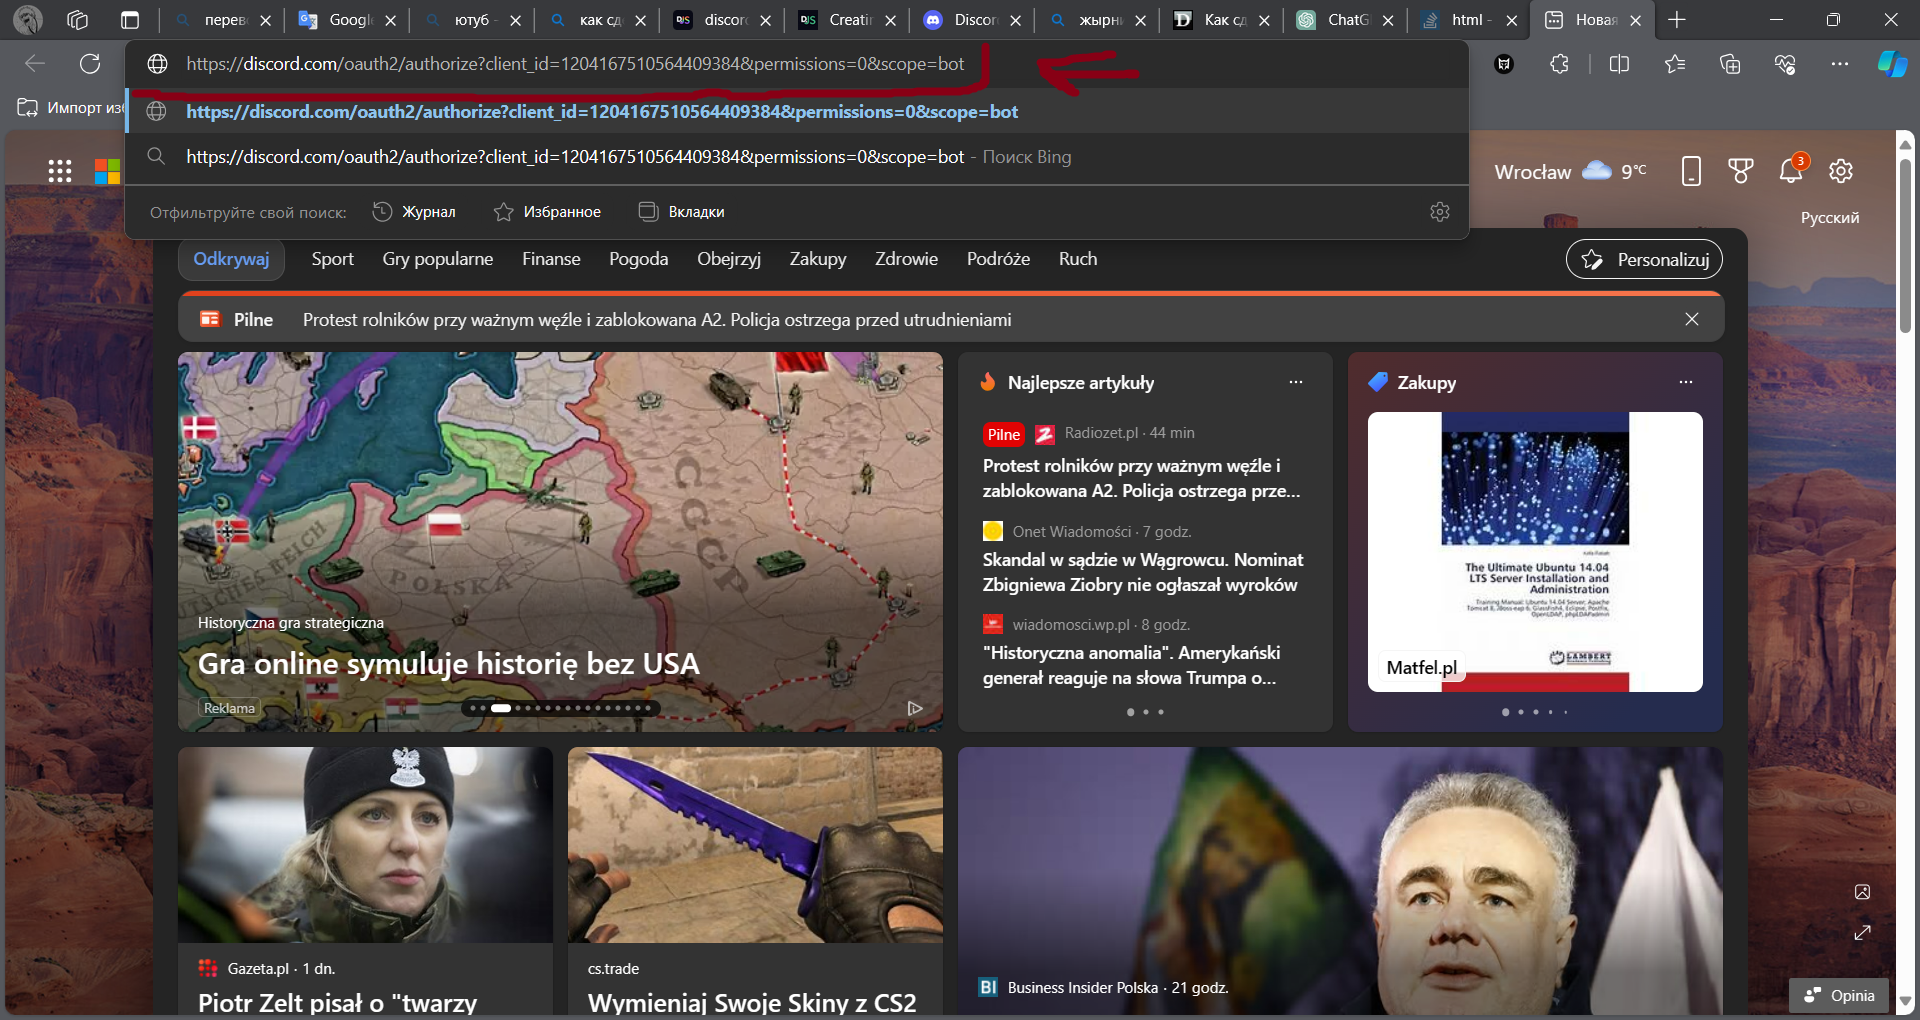 перев
Googl
ютуб -
как сд
discor
Creatin
Discor
жырн
Как сд
ChatG
html -
Новая
https://discord.com/oauth2/authorize?client_id=1204167510564409384&permissions=0&scope=bot
Импорт из
https://discord.com/oauth2/authorize?client_id=1204167510564409384&permissions=0&scope=bot
https://discord.com/oauth2/authorize?client_id=1204167510564409384&permissions=0&scope=bot - Поиск Bing
Wrocław
9°C
3
Отфильтруйте свой поиск:
Журнал
Избранное
Вкладки
Русский
Odkrywaj
Sport
Gry popularne
Finanse
Pogoda
Obejrzyj
Zakupy
Zdrowie
Podróże
Ruch
Personalizuj
Pilne
Protest rolników przy ważnym węźle i zablokowana A2. Policja ostrzega przed utrudnieniami
POLSKA
Historyczna gra strategiczna
Gra online symuluje historię bez USA
Reklama
Najlepsze artykuły
Pilne
Radiozet.pl · 44 min
Protest rolników przy ważnym węźle i
zablokowana A2. Policja ostrzega prze...
Onet Wiadomości · 7 godz.
Skandal w sądzie w Wągrowcu. Nominat
Zbigniewa Ziobry nie ogłaszał wyroków
wiadomosci.wp.pl · 8 godz.
"Historyczna anomalia". Amerykański
generał reaguje na słowa Trumpa o...
Zakupy
The Ultimate Ubuntu 14.04
LTS Server Installation and
Administration
LAMBERT
Matfel.pl
Gazeta.pl · 1 dn.
Piotr Zelt pisał o "twarzy
cs.trade
Wymieniaj Swoje Skiny z CS2
BI
Business Insider Polska · 21 godz.
Opinia